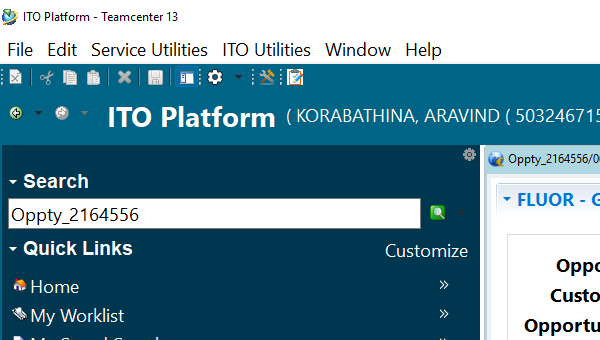 ITO Platform - Teamcenter 13
File Edit Service Utilities ITO Utilities Window Help
ITO Platform ( KORABATHINA, ARAVIND ( 503246715
Search
Oppty_2164556/0
FLUOR - G
Oppty_2164556
Quick Links Customize
Home »
My Worklist »
Oppo
Custo
Opportu